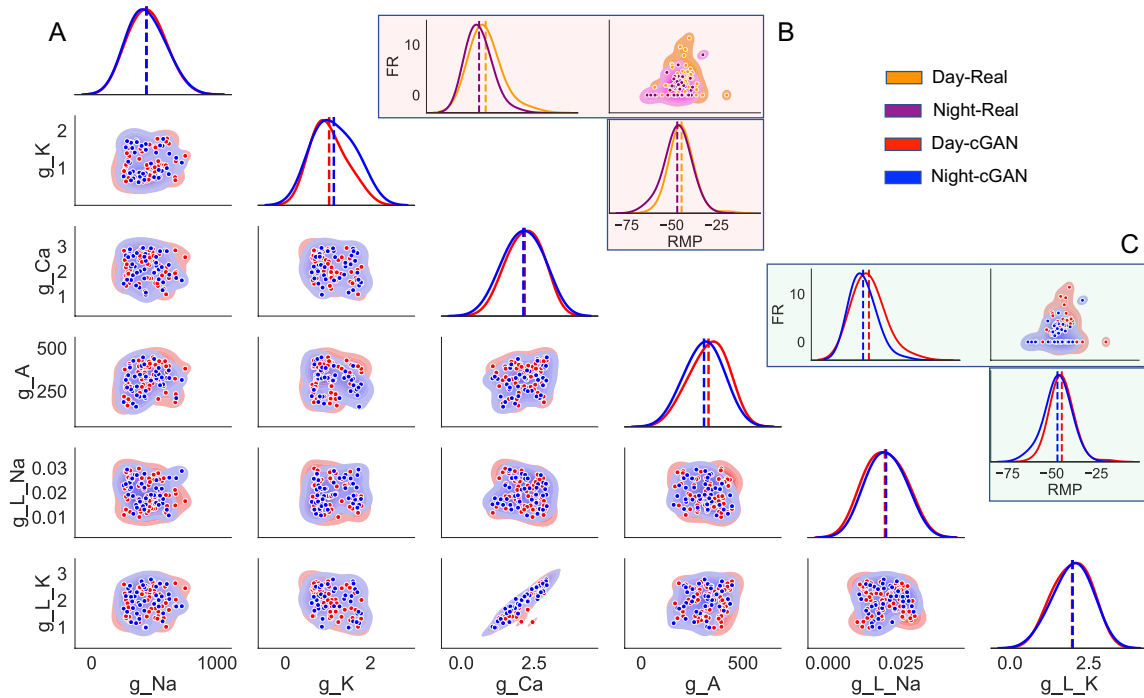 A
B
C
Day-Real
Night-Real
Day-cGAN
Night-cGAN
FR
10
0
−75
−50
−25
RMP
FR
10
0
−75
−50
−25
RMP
g_K
2
1
g_Ca
3
2
1
g_A
500
250
g_L_Na
0.03
0.02
0.01
g_L_K
3
2
1
0 1000
0 2
0.0 2.5
0 500
0.000 0.025
0.0 2.5
g_Na
g_K
g_Ca
g_A
g_L_Na
g_L_K